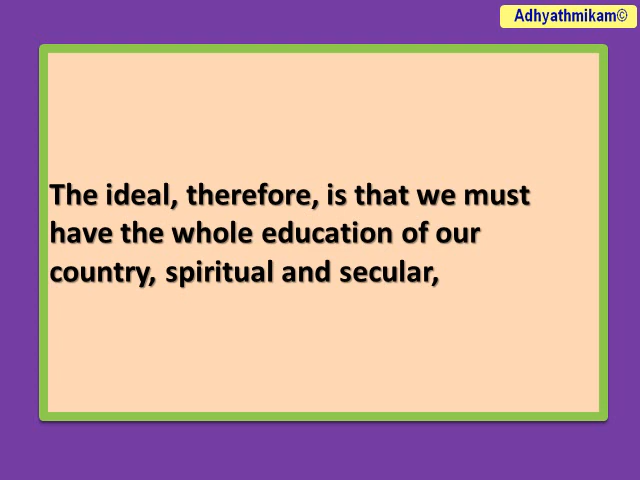 Adhyathmikam©
The ideal, therefore, is that we must
have the whole education of our
country, spiritual and secular,